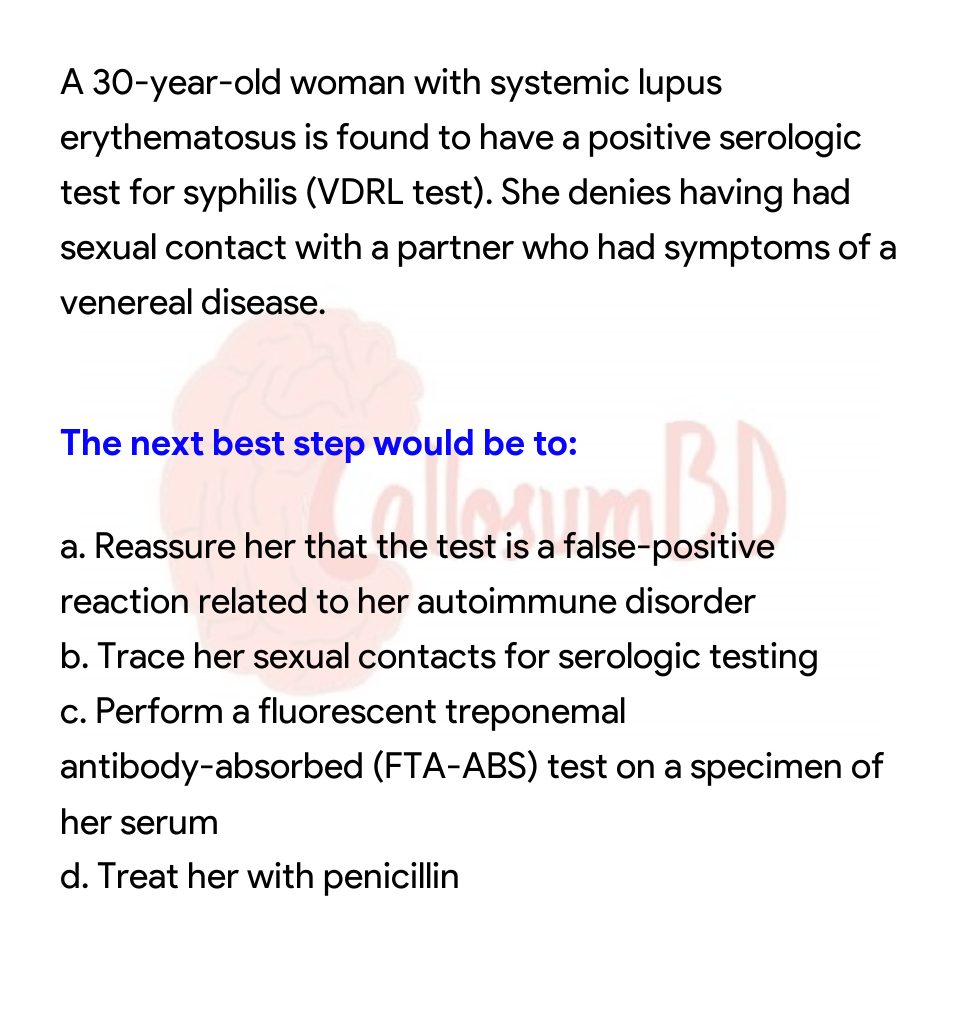 A 30-year-old woman with systemic lupus
erythematosus is found to have a positive serologic
test for syphilis (VDRL test). She denies having had
sexual contact with a partner who had symptoms of a
venereal disease.
The next best step would be to:
CallosumBD
a. Reassure her that the test is a false-positive
reaction related to her autoimmune disorder
b. Trace her sexual contacts for serologic testing
c. Perform a fluorescent treponemal
antibody-absorbed (FTA-ABS) test on a specimen of
her serum
d. Treat her with penicillin